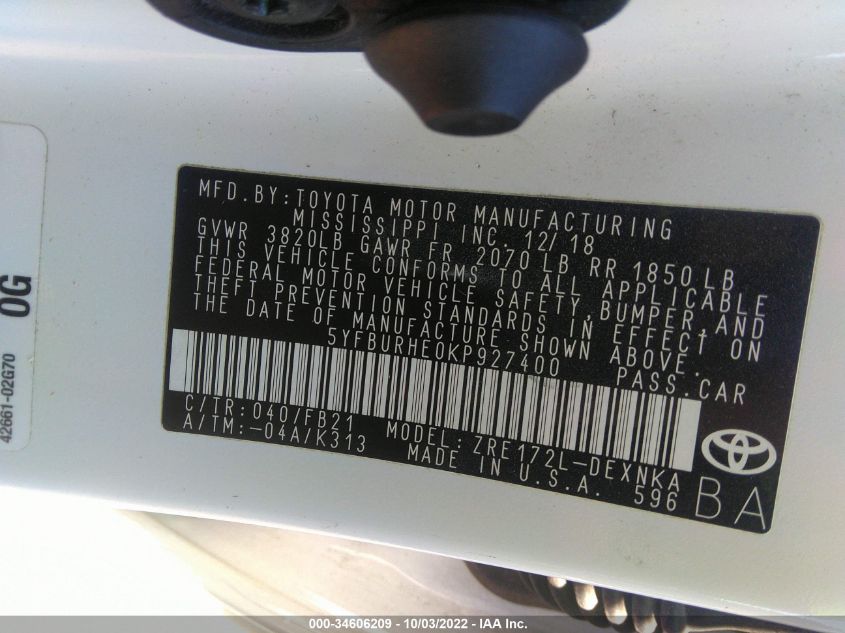 MFD.BY:TOYOTA MOTOR MANUFACTURING
MISSISSIPPI INC. 12/18
GVWR 3820LB GAWR FR 2070 LB RR 1850 LB
THIS VEHICLE CONFORMS TO ALL APPLICABLE
FEDERAL MOTOR VEHICLE SAFETY,BUMPER,AND
THEFT PREVENTION STANDARDS IN EFFECT ON
THE DATE OF MANUFACTURE SHOWN ABOVE.
5YFBURHE0KP927400 PASS.CAR
C/TR:040/FB21 MODEL:ZRE172L-DEXNKA
A/TM:-04A/K313 MADE IN U.S.A. 596
BA
42661-02G70 0G
000-34606209 - 10/03/2022 - IAA Inc.